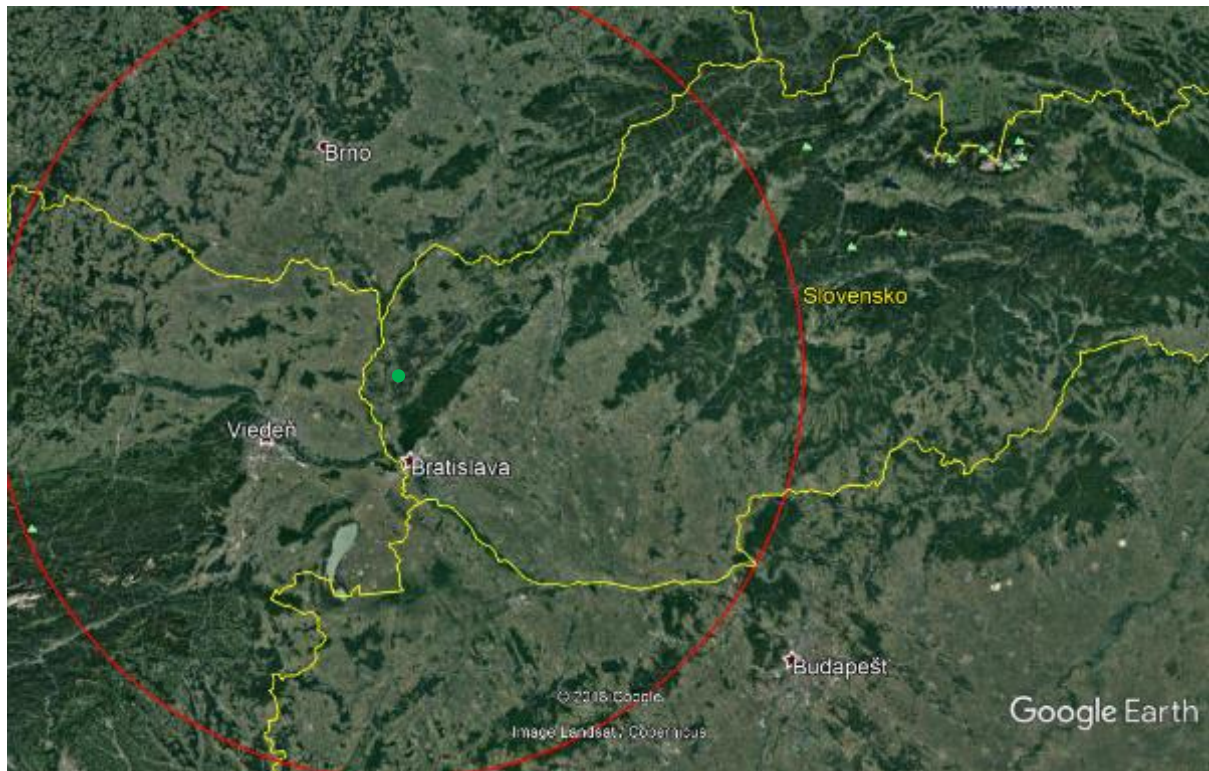 Brno
Slovensko
Viedeň
Bratislava
Budapešť
© 2018 Google
Image Landsat / Copernicus
Google Earth